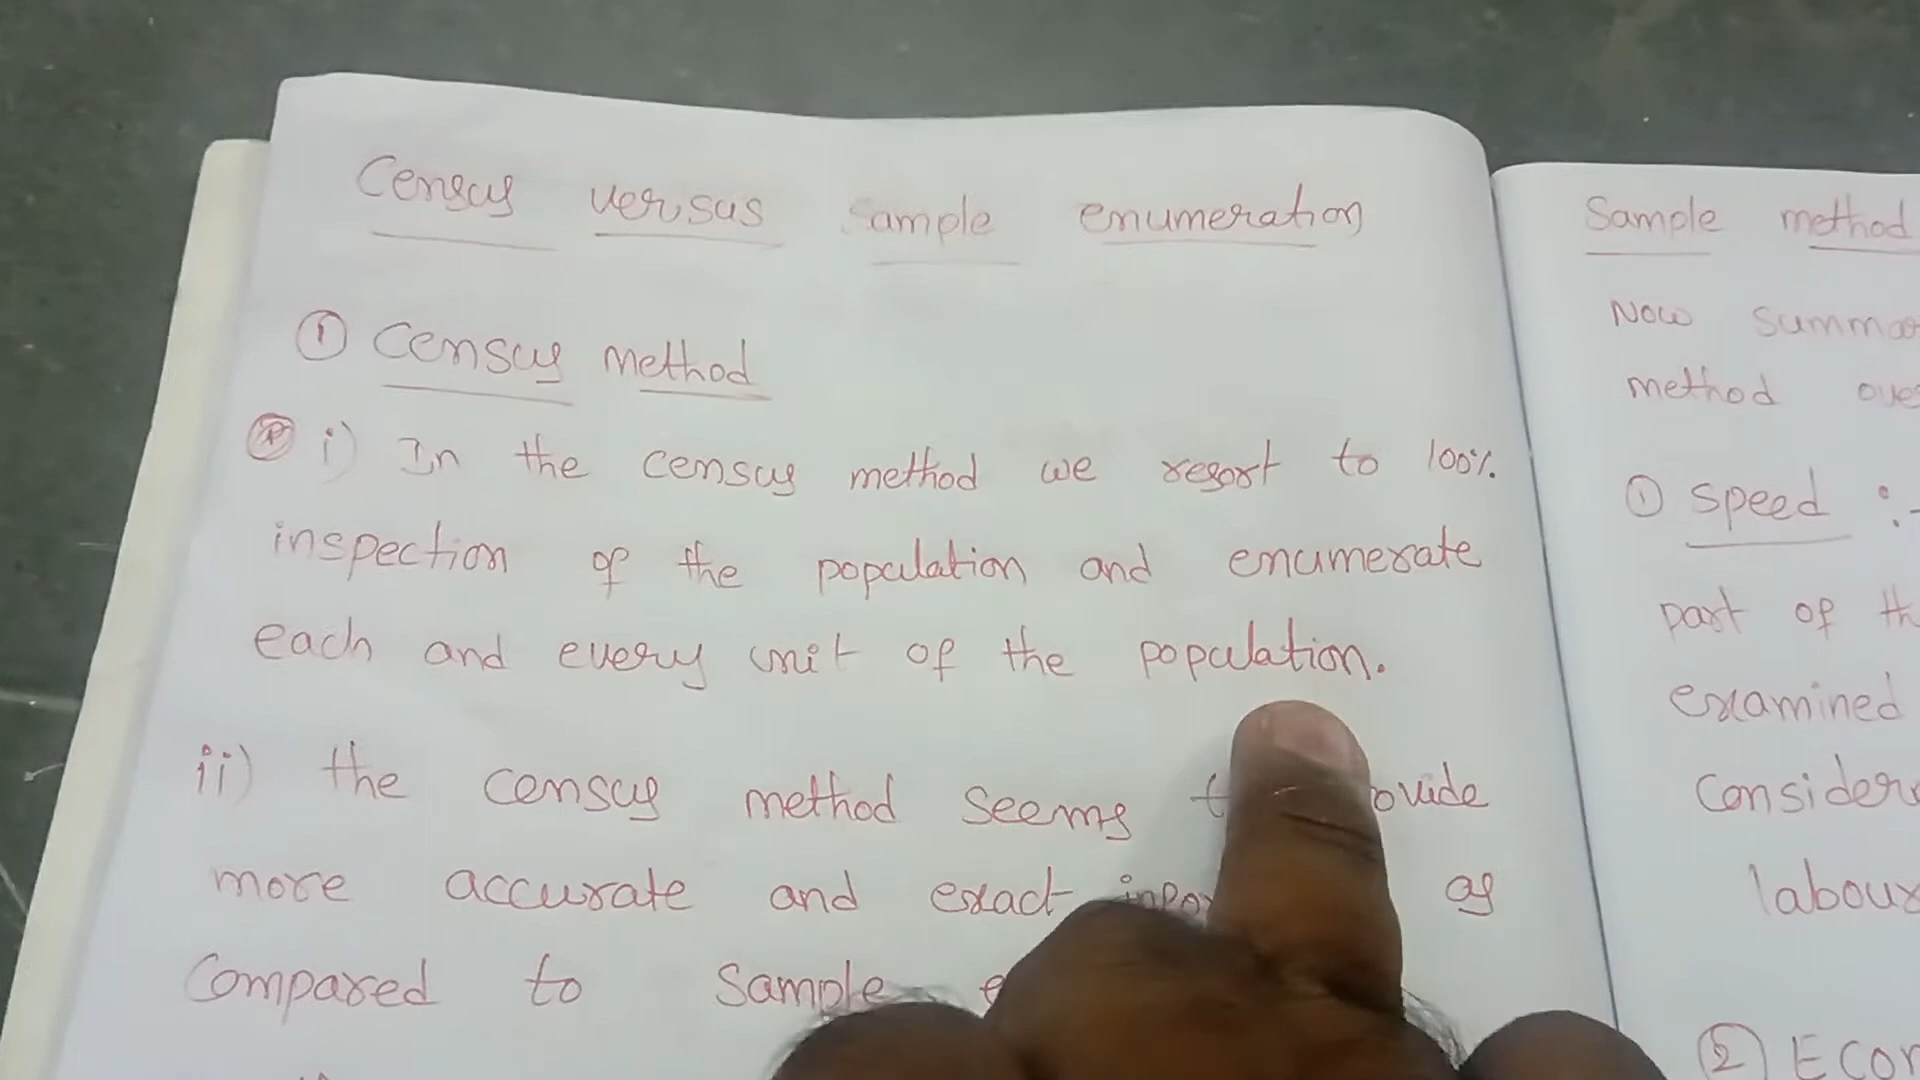 Census versus sample enumeration
① Census method
i) In the census method we resort to 100%
inspection of the population and enumerate
each and every unit of the population.
ii) the census method seems
more accurate and exact as
Compared to sample
Sample method
Now
method
① Speed :-
part of
examined
labour
②